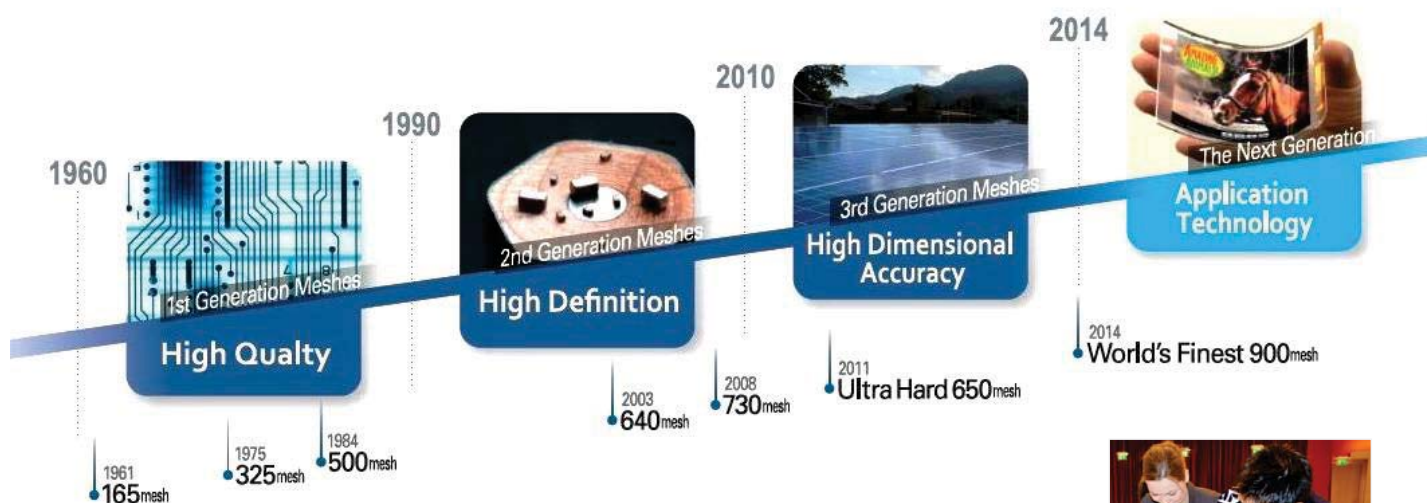 1960
1st Generation Meshes
High Qualty
1961
165mesh
1975
325mesh
1984
500mesh
1990
2nd Generation Meshes
High Definition
2003
640mesh
2008
730mesh
2010
3rd Generation Meshes
High Dimensional
Accuracy
2011
Ultra Hard 650mesh
2014
AMAZING
ANIMALS
The Next Generation
Application
Technology
2014
World's Finest 900mesh